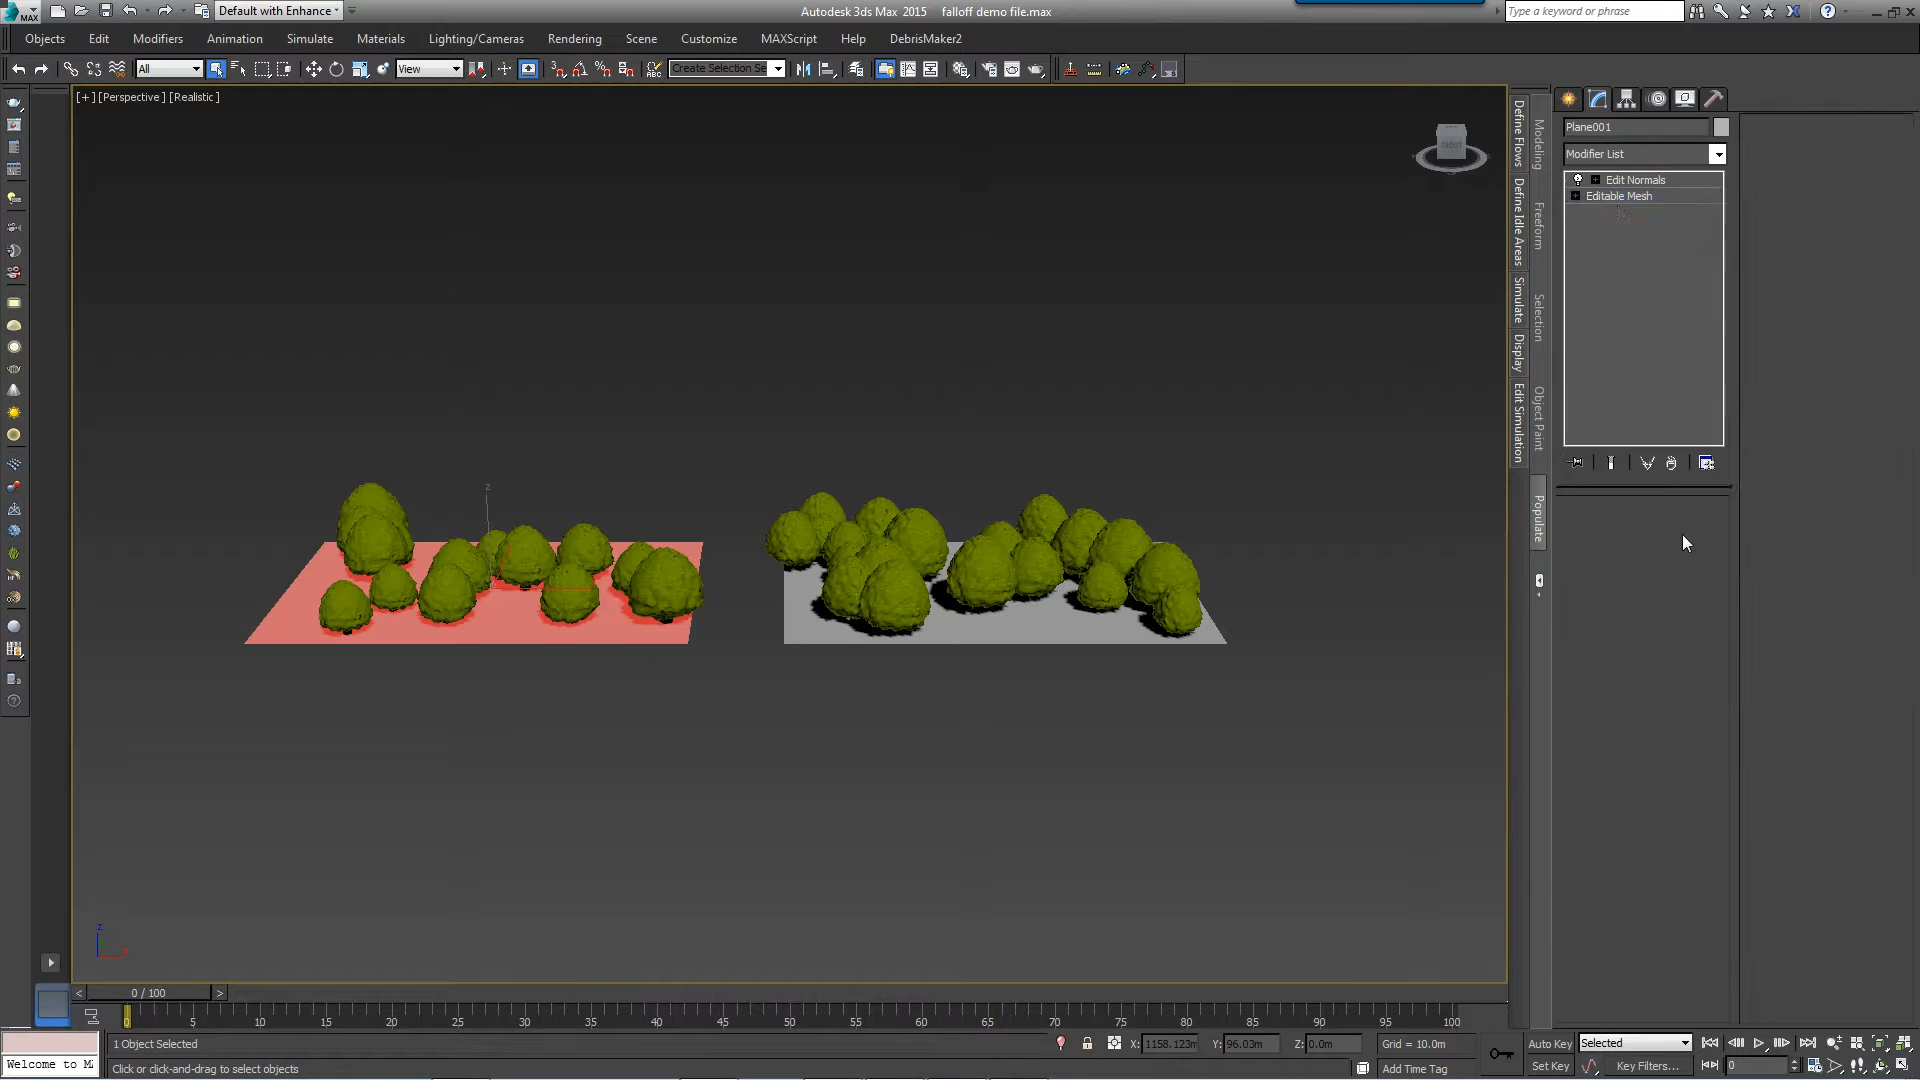 MAX
Default with Enhance
Autodesk 3ds Max 2015 falloff demo file.max
Type a keyword or phrase
Objects Edit Modifiers Animation Simulate Materials Lighting/Cameras Rendering Scene Customize MAXScript Help DebrisMaker2
All
View
Create Selection Se
[+] [Perspective] [Realistic]
FRONT
Define Flows
Define Idle Areas
Simulate
Display
Edit Simulation
Modeling
Freeform
Selection
Object Paint
Populate
Plane001
Modifier List
Edit Normals
Editable Mesh
z
z
0 / 100
0 5 10 15 20 25 30 35 40 45 50 55 60 65 70 75 80 85 90 95 100
1 Object Selected
X: 1158.123m Y: 96.03m Z: 0.0m Grid = 10.0m
Auto Key Selected
Welcome to M
Click or click-and-drag to select objects
Add Time Tag
Set Key Key Filters... 0